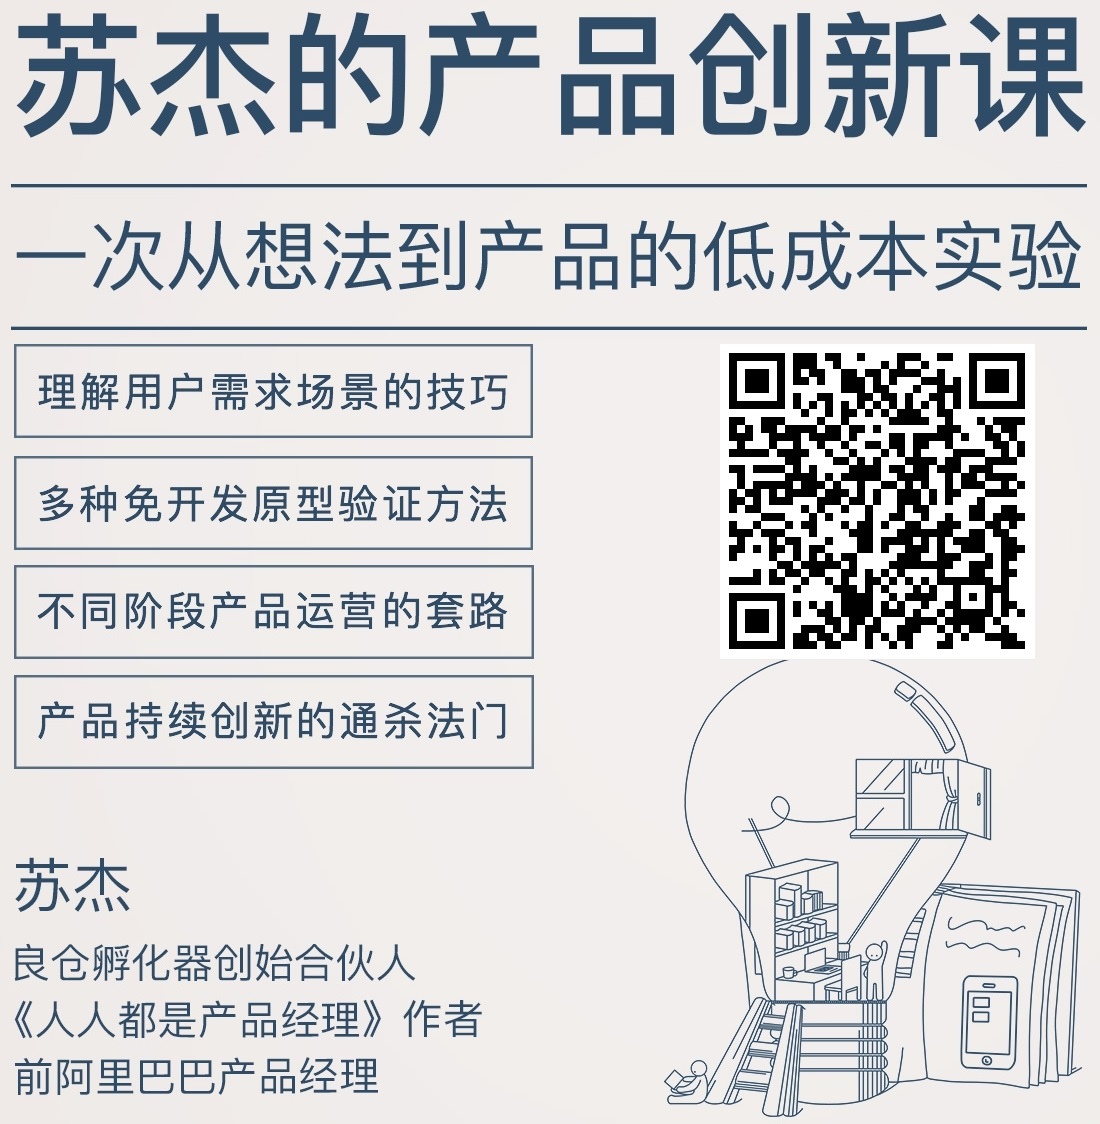 苏杰的产品创新课
一次从想法到产品的低成本实验
理解用户需求场景的技巧
多种免开发原型验证方法
不同阶段产品运营的套路
产品持续创新的通杀法门
苏杰
良仓孵化器创始合伙人
《人人都是产品经理》作者
前阿里巴巴产品经理